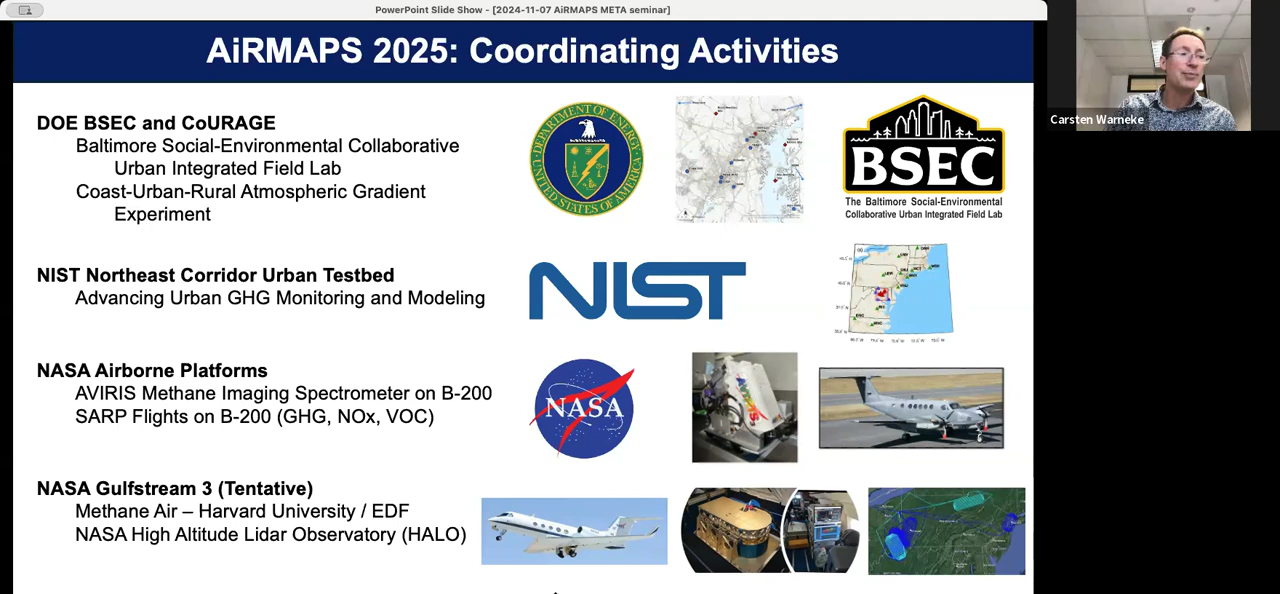 PowerPoint Slide Show - [2024-11-07 AiRMAPS META seminar]
AiRMAPS 2025: Coordinating Activities
DOE BSEC and CoURAGE
Baltimore Social-Environmental Collaborative
Urban Integrated Field Lab
Coast-Urban-Rural Atmospheric Gradient
Experiment
DEPARTMENT OF ENERGY
UNITED STATES OF AMERICA
BSEC
The Baltimore Social-Environmental
Collaborative Urban Integrated Field Lab
Carsten Warneke
NIST Northeast Corridor Urban Testbed
Advancing Urban GHG Monitoring and Modeling
NIST
NASA Airborne Platforms
AVIRIS Methane Imaging Spectrometer on B-200
SARP Flights on B-200 (GHG, NOx, VOC)
NASA
NASA Gulfstream 3 (Tentative)
Methane Air – Harvard University / EDF
NASA High Altitude Lidar Observatory (HALO)